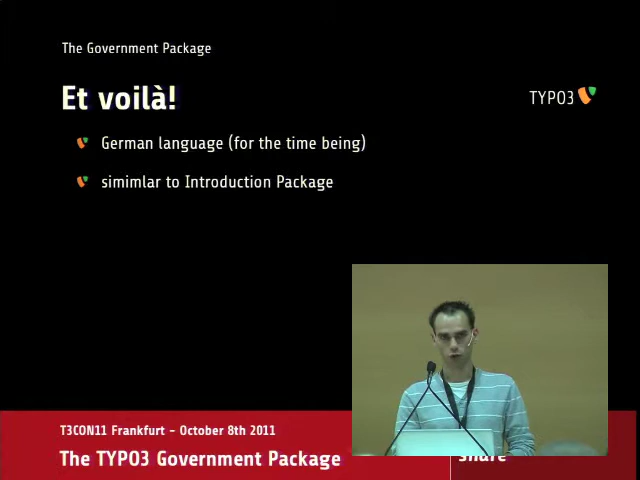 The Government Package
Et voilà!
TYPO3
German language (for the time being)
simimlar to Introduction Package
T3CON11 Frankfurt - October 8th 2011
The TYPO3 Government Package
share